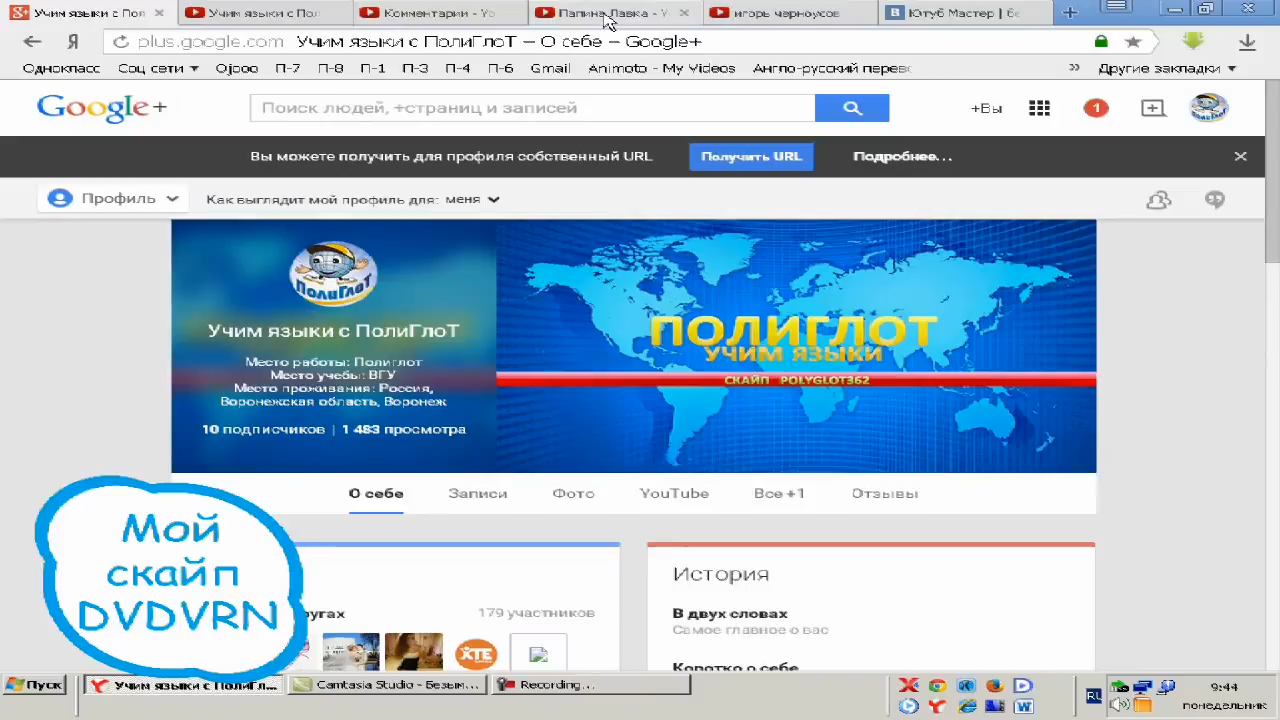 Учим языки с Пол
Учим языки с Пол
Комментарии - Yo
Папина Лавка - Y
игорь черноусов
Ютуб Мастер | бе
plus.google.com Учим языки с ПолиГлоТ – О себе – Google+
Однокласс Соц сети Ojooo П-7 П-8 П-1 П-3 П-4 П-6 Gmail Animoto - My Videos Англо-русский перев » Другие закладки
Google+
Поиск людей, +страниц и записей
+Вы
1
Вы можете получить для профиля собственный URL Получить URL Подробнее...
Профиль Как выглядит мой профиль для: меня
ПолиГлоТ
Учим языки с ПолиГлоТ
Место работы: Полиглот
Место учебы: ВГУ
Место проживания: Россия,
Воронежская область, Воронеж
10 подписчиков | 1 483 просмотра
ПОЛИГЛОТ
УЧИМ ЯЗЫКИ
СКАЙП POLYGLOT362
О себе Записи Фото YouTube Все +1 Отзывы
Мой
скайп
DVDVRN
ругах 179 участников
ХТЕ
История
В двух словах
Самое главное о вас
Коротко о себе
Пуск
Учим языки с ПолиГл...
Camtasia Studio - Безым...
Recording...
RU
9:44
понедельник